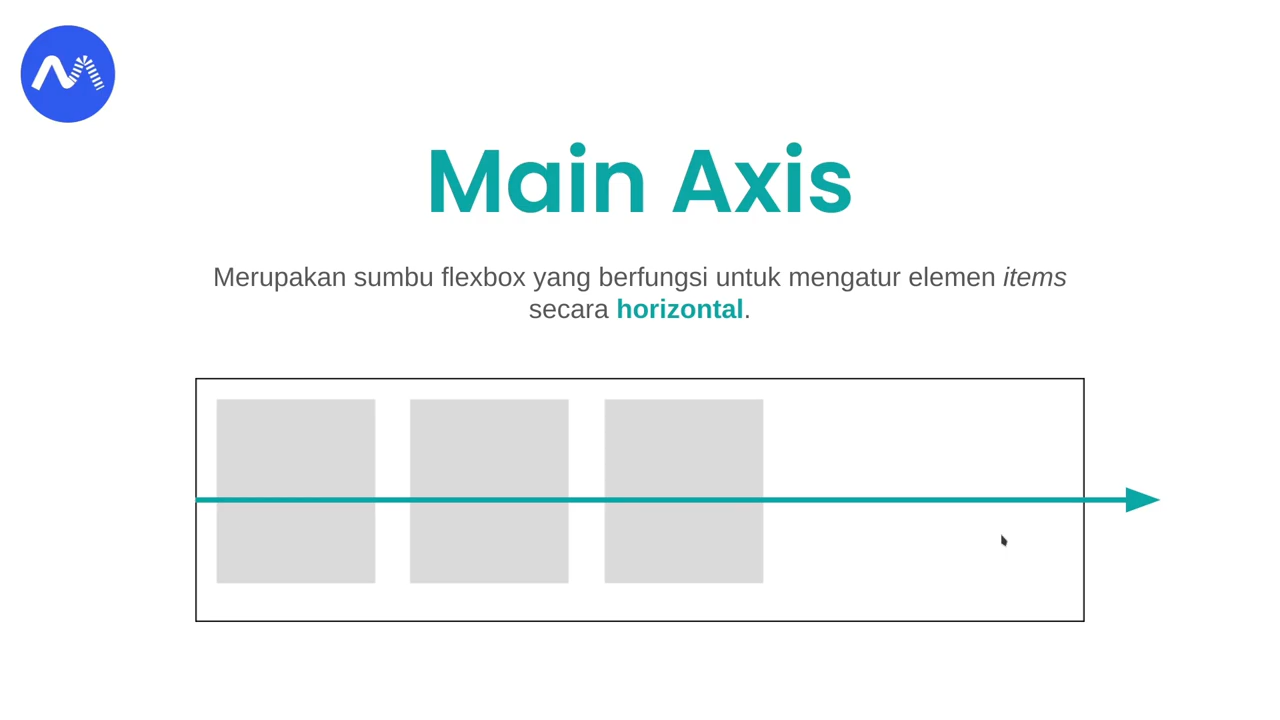 Main Axis
Merupakan sumbu flexbox yang berfungsi untuk mengatur elemen items
secara horizontal.